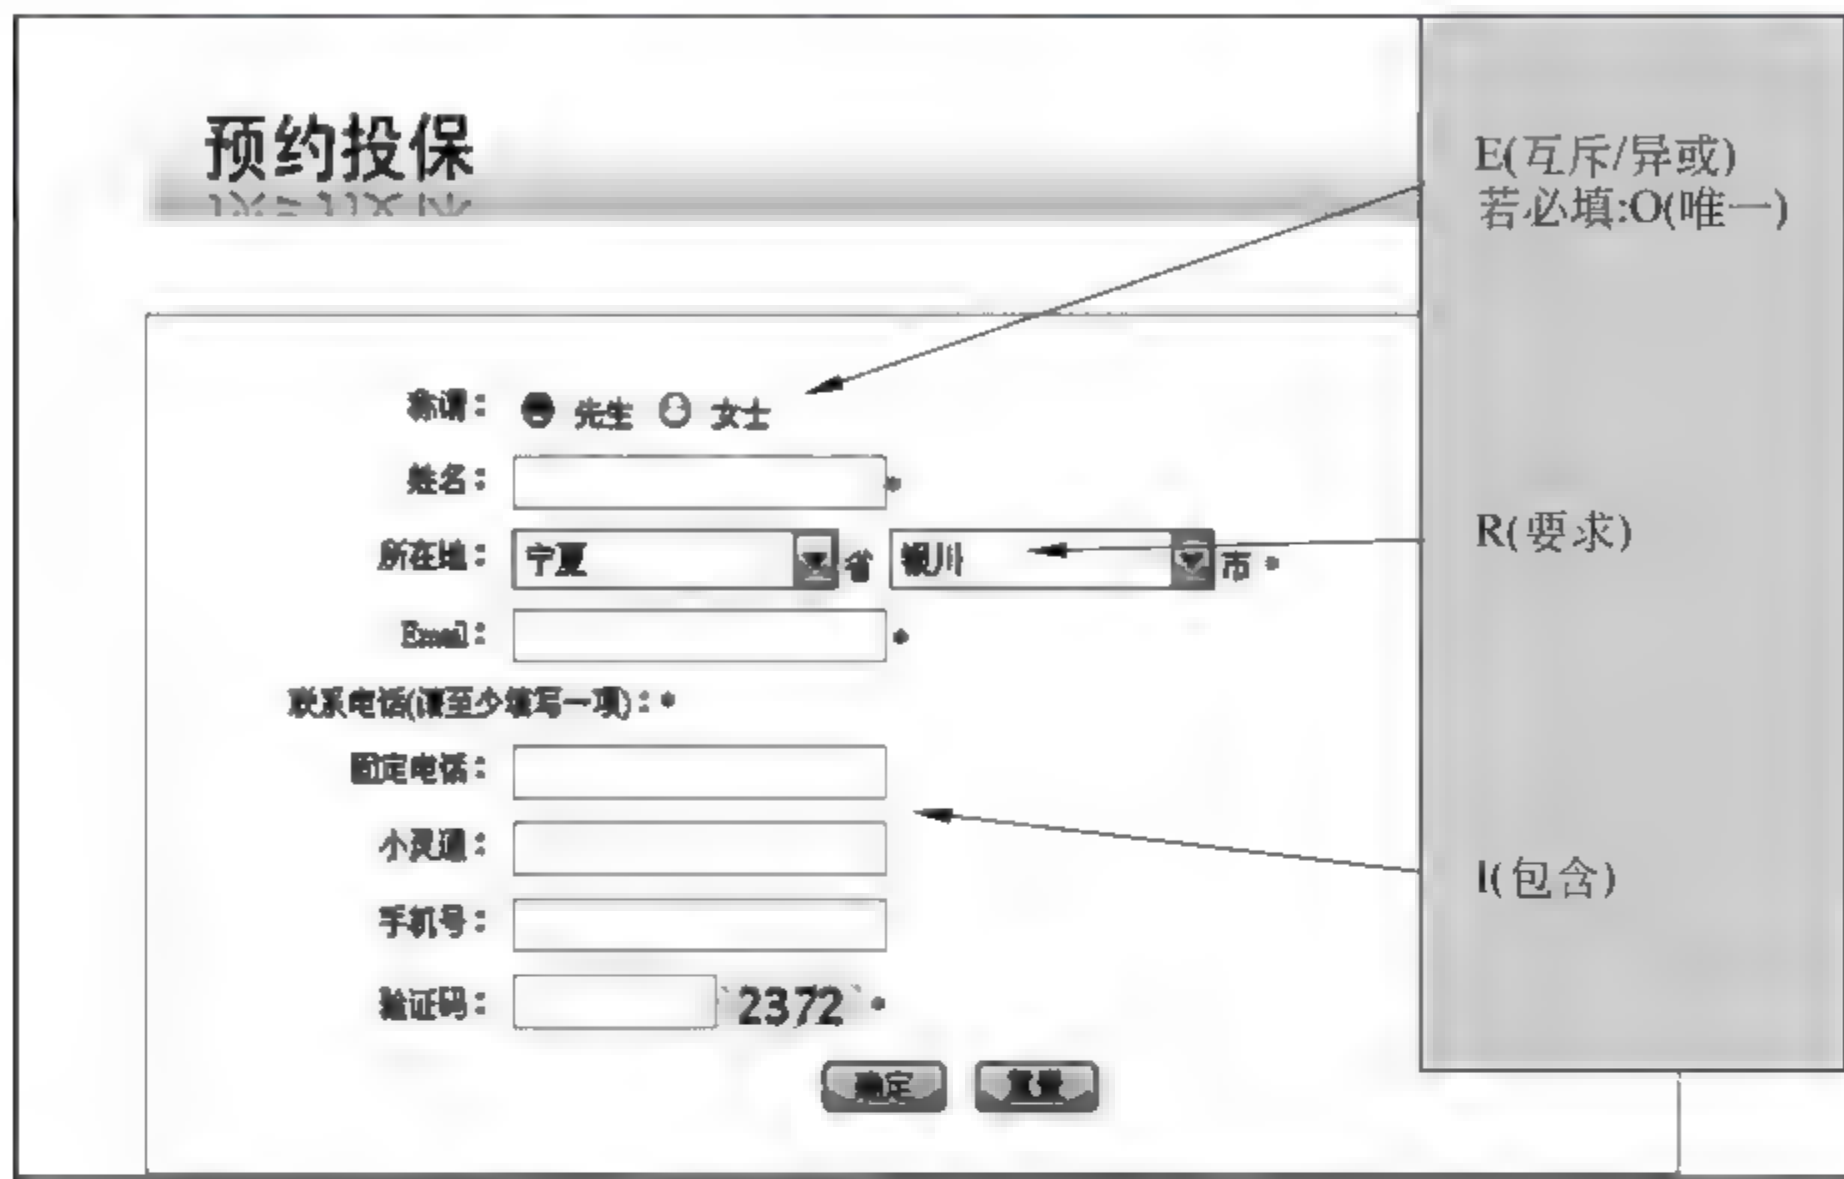 预约投保
E(互斥/异或)
若必填:O(唯一)
称谓: 先生 女士
姓名: *
所在地: 宁夏 省 银川 市 *
R(要求)
Email: *
联系电话(请至少填写一项): *
固定电话:
小灵通:
I(包含)
手机号:
验证码: 2372 *
确定 重置